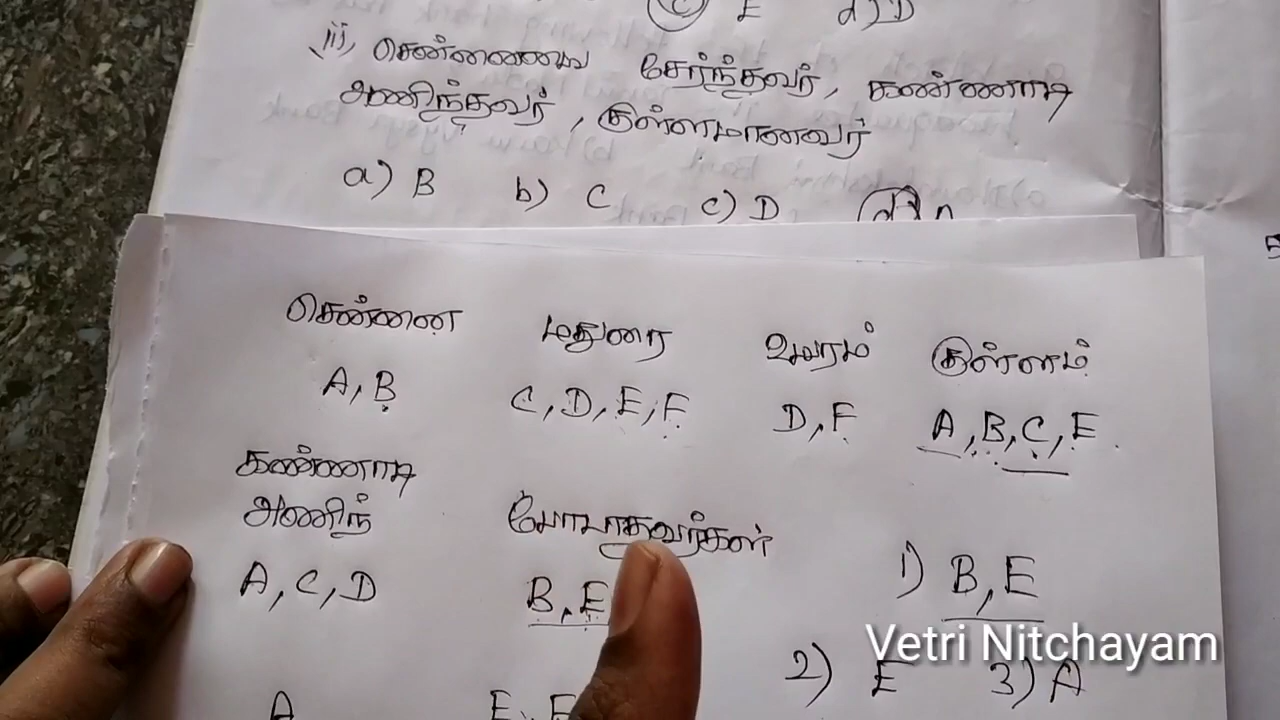 C) E d) D
iii, சென்னையை சேர்ந்தவர், கண்ணாடி
அணிந்தவர், குள்ளமானவர்
a) B b) C c) D
சென்னை மதுரை உயரம் குள்ளம்
A, B C, D, E, F D, F A, B, C, E
கண்ணாடி
அணிந் போடாதவர்கள்
A, C, D B, E 1) B, E
Vetri Nitchayam
2) E 3) A
A E, F